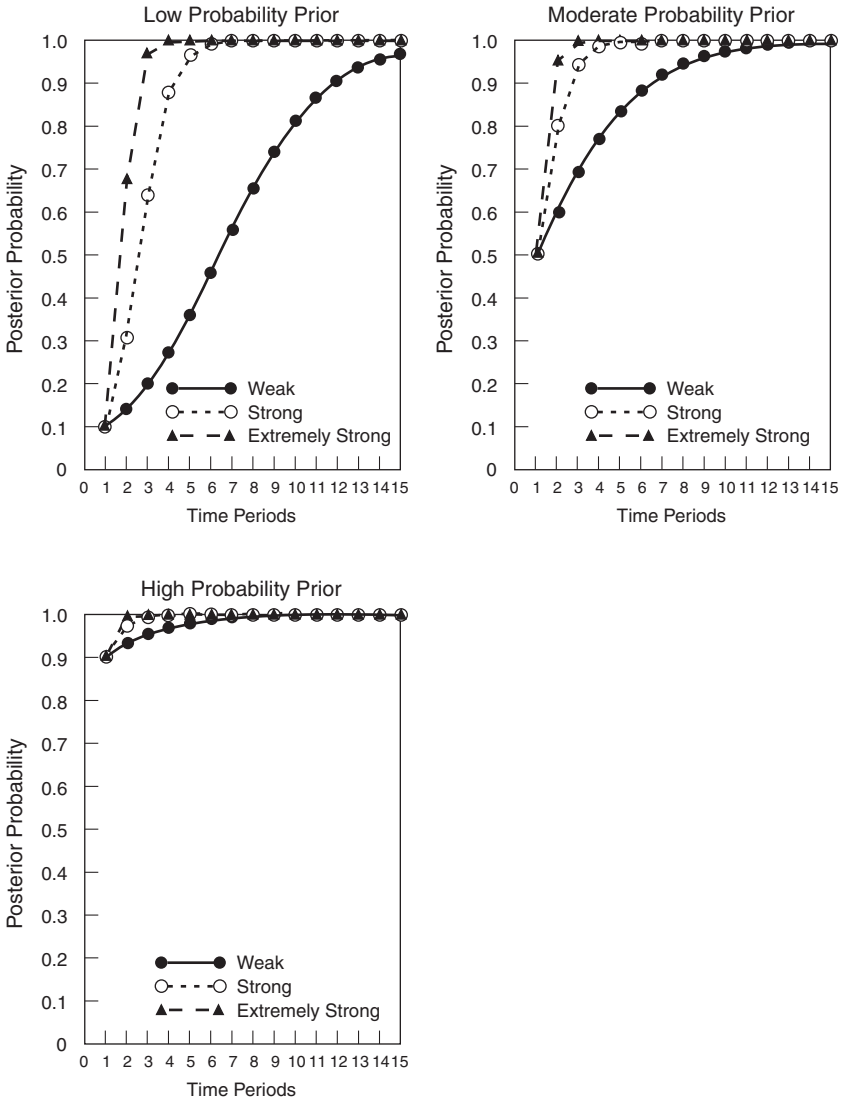 Low Probability Prior
Posterior Probability
1.0
0.9
0.8
0.7
0.6
0.5
0.4
0.3
0.2
0.1
0
Weak
Strong
Extremely Strong
0 1 2 3 4 5 6 7 8 9 10 11 12 13 14 15
Time Periods
Moderate Probability Prior
Posterior Probability
1.0
0.9
0.8
0.7
0.6
0.5
0.4
0.3
0.2
0.1
0
Weak
Strong
Extremely Strong
0 1 2 3 4 5 6 7 8 9 10 11 12 13 14 15
Time Periods
High Probability Prior
Posterior Probability
1.0
0.9
0.8
0.7
0.6
0.5
0.4
0.3
0.2
0.1
0
Weak
Strong
Extremely Strong
0 1 2 3 4 5 6 7 8 9 10 11 12 13 14 15
Time Periods